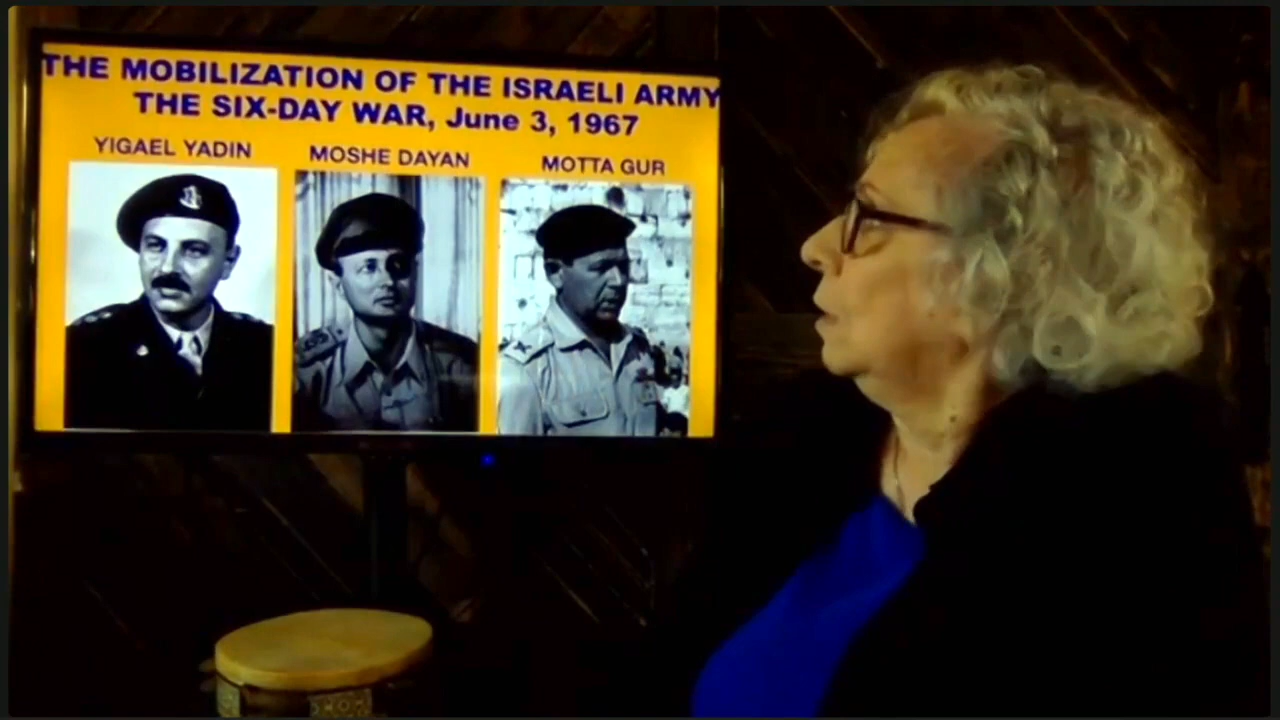 THE MOBILIZATION OF THE ISRAELI ARMY
THE SIX-DAY WAR, June 3, 1967
YIGAEL YADIN
MOSHE DAYAN
MOTTA GUR